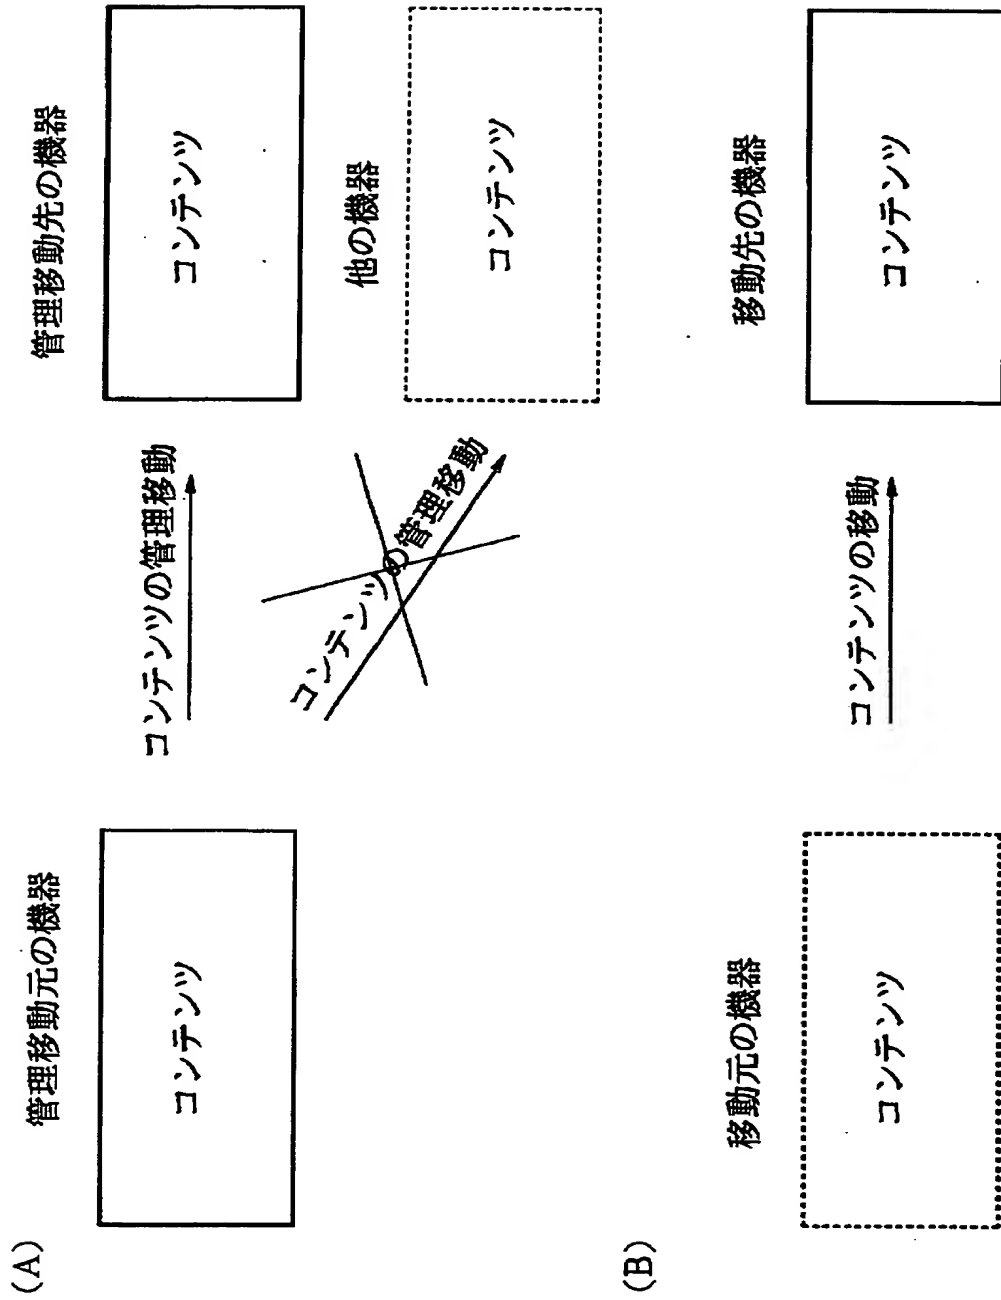 (A)
管理移動元の機器
コンテンツ
コンテンツの管理移動
管理移動先の機器
コンテンツ
コンテンツの管理移動
他の機器
コンテンツ
(B)
移動元の機器
コンテンツ
コンテンツの移動
移動先の機器
コンテンツ